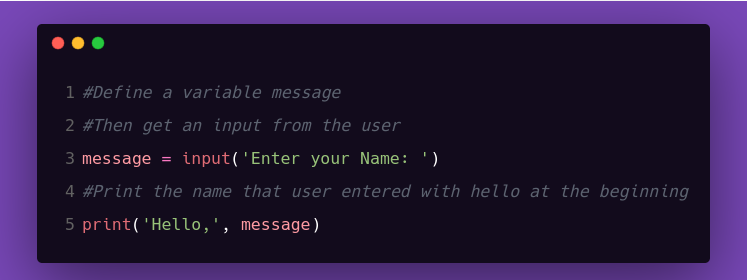 1 #Define a variable message
2 #Then get an input from the user
3 message = input('Enter your Name: ')
4 #Print the name that user entered with hello at the beginning
5 print('Hello,', message)